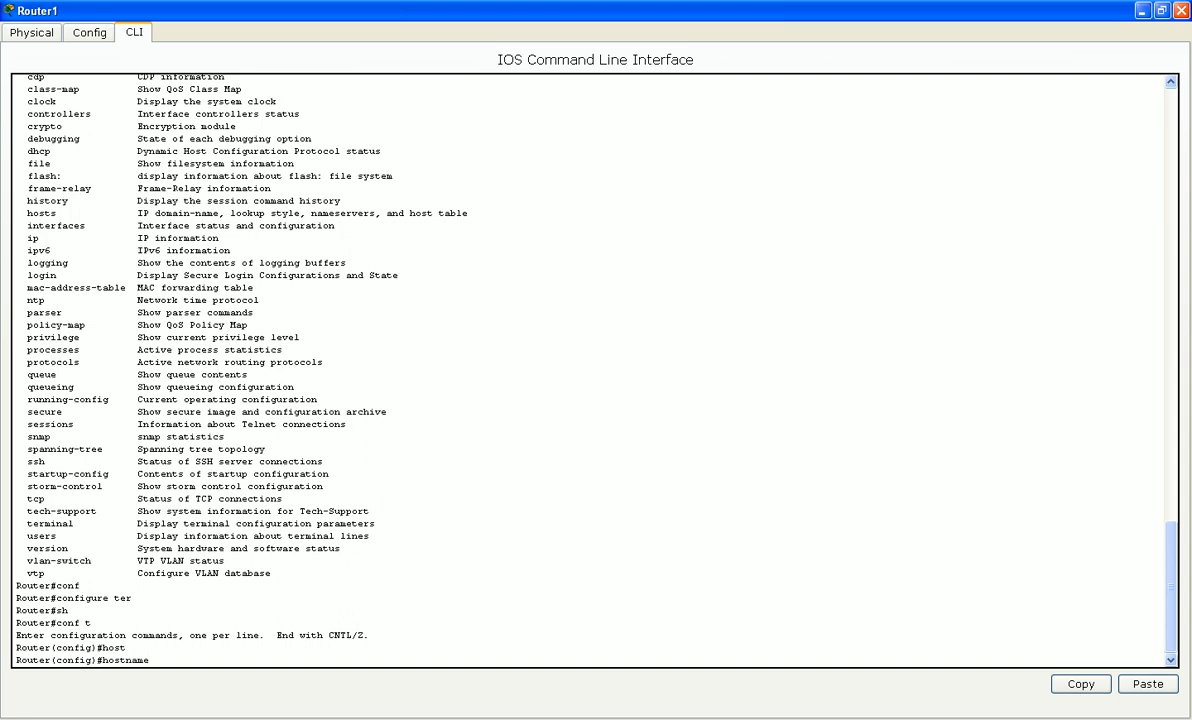 Router1
Physical Config CLI
IOS Command Line Interface
cdp CDP information
class-map Show QoS Class Map
clock Display the system clock
controllers Interface controllers status
crypto Encryption module
debugging State of each debugging option
dhcp Dynamic Host Configuration Protocol status
file Show filesystem information
flash: display information about flash: file system
frame-relay Frame-Relay information
history Display the session command history
hosts IP domain-name, lookup style, nameservers, and host table
interfaces Interface status and configuration
ip IP information
ipv6 IPv6 information
logging Show the contents of logging buffers
login Display Secure Login Configurations and State
mac-address-table MAC forwarding table
ntp Network time protocol
parser Show parser commands
policy-map Show QoS Policy Map
privilege Show current privilege level
processes Active process statistics
protocols Active network routing protocols
queue Show queue contents
queueing Show queueing configuration
running-config Current operating configuration
secure Show secure image and configuration archive
sessions Information about Telnet connections
snmp snmp statistics
spanning-tree Spanning tree topology
ssh Status of SSH server connections
startup-config Contents of startup configuration
storm-control Show storm control configuration
tcp Status of TCP connections
tech-support Show system information for Tech-Support
terminal Display terminal configuration parameters
users Display information about terminal lines
version System hardware and software status
vlan-switch VTP VLAN status
vtp Configure VLAN database
Router#conf
Router#configure ter
Router#sh
Router#conf t
Enter configuration commands, one per line. End with CNTL/Z.
Router(config)#host
Router(config)#hostname
Copy Paste